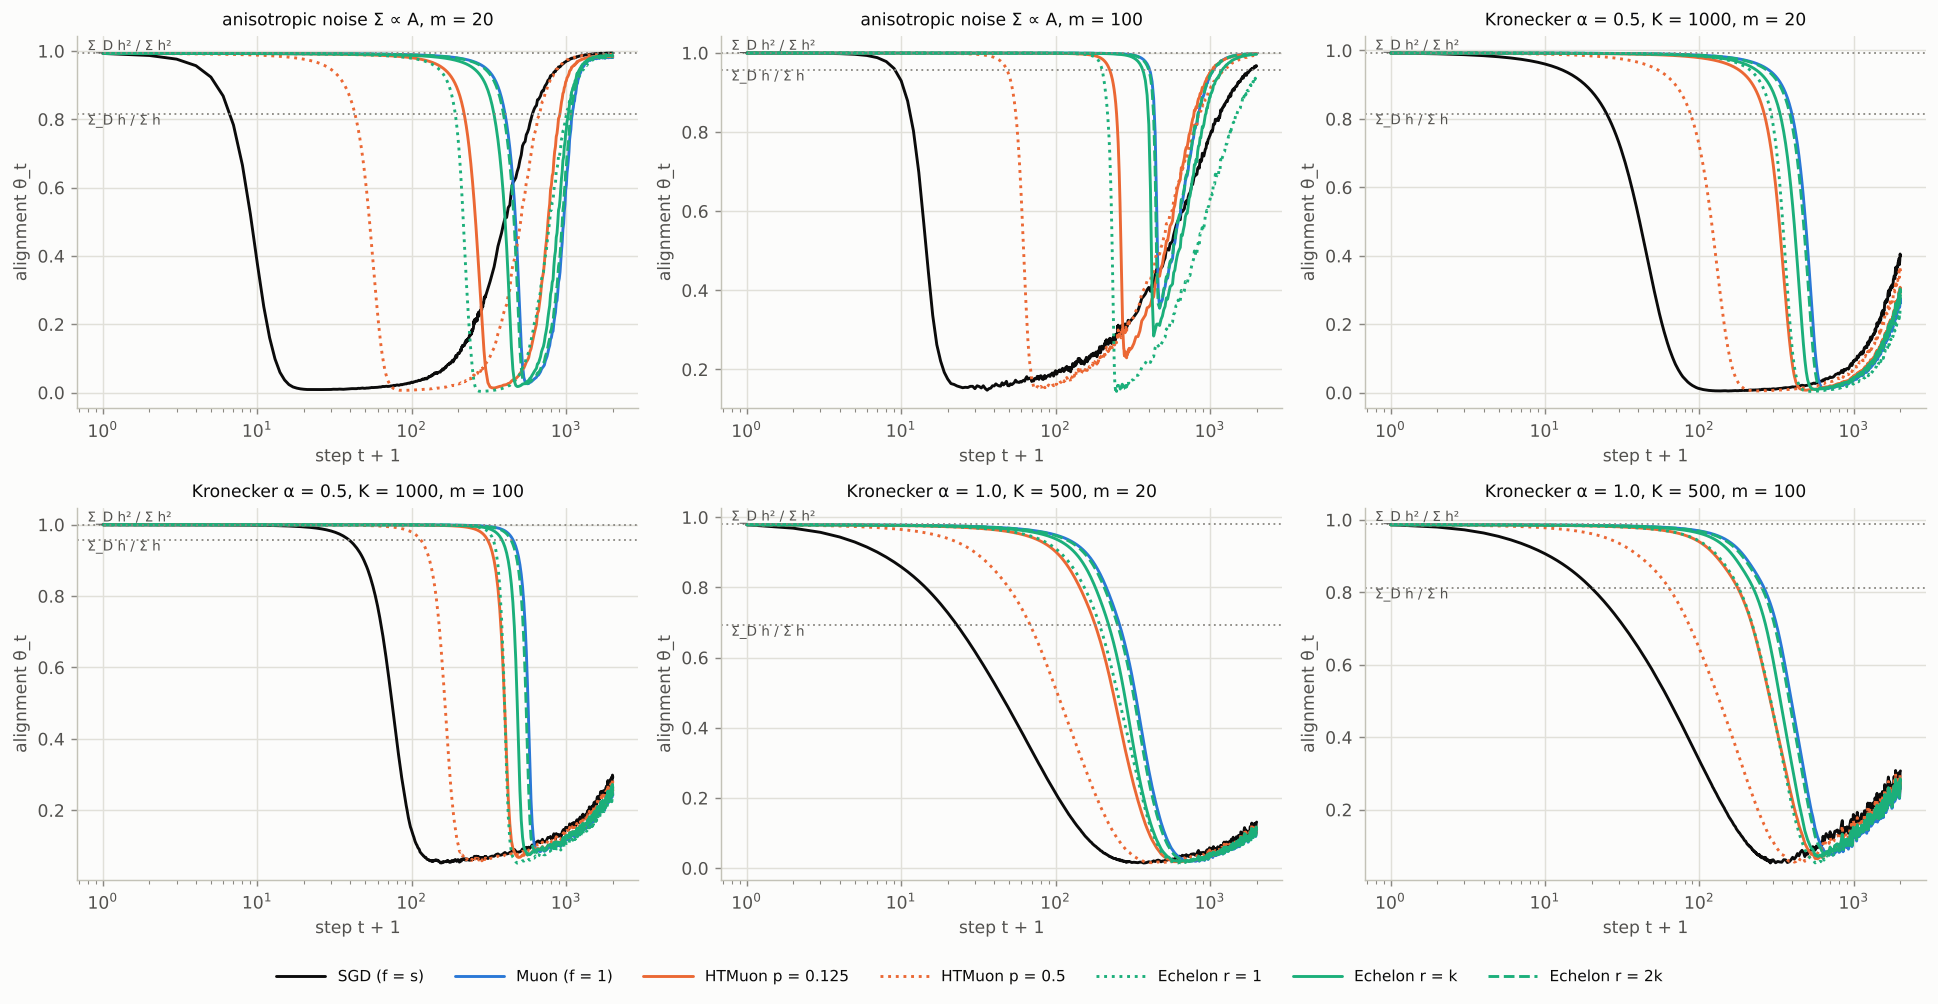 anisotropic noise Σ ∝ A, m = 20
Σ_D h² / Σ h²
Σ_D h / Σ h
1.0
0.8
0.6
0.4
0.2
0.0
alignment θ_t
10⁰ 10¹ 10² 10³
step t + 1
anisotropic noise Σ ∝ A, m = 100
Σ_D h² / Σ h²
Σ_D h / Σ h
1.0
0.8
0.6
0.4
0.2
alignment θ_t
10⁰ 10¹ 10² 10³
step t + 1
Kronecker α = 0.5, K = 1000, m = 20
Σ_D h² / Σ h²
Σ_D h / Σ h
1.0
0.8
0.6
0.4
0.2
0.0
alignment θ_t
10⁰ 10¹ 10² 10³
step t + 1
Kronecker α = 0.5, K = 1000, m = 100
Σ_D h² / Σ h²
Σ_D h / Σ h
1.0
0.8
0.6
0.4
0.2
alignment θ_t
10⁰ 10¹ 10² 10³
step t + 1
Kronecker α = 1.0, K = 500, m = 20
Σ_D h² / Σ h²
Σ_D h / Σ h
1.0
0.8
0.6
0.4
0.2
0.0
alignment θ_t
10⁰ 10¹ 10² 10³
step t + 1
Kronecker α = 1.0, K = 500, m = 100
Σ_D h² / Σ h²
Σ_D h / Σ h
1.0
0.8
0.6
0.4
0.2
alignment θ_t
10⁰ 10¹ 10² 10³
step t + 1
SGD (f = s) Muon (f = 1) HTMuon p = 0.125 HTMuon p = 0.5 Echelon r = 1 Echelon r = k Echelon r = 2k